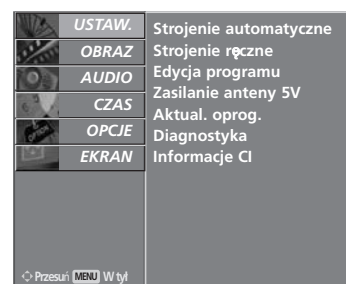 USTAW.
OBRAZ
AUDIO
CZAS
OPCJE
EKRAN
Strojenie automatyczne
Strojenie ręczne
Edycja programu
Zasilanie anteny 5V
Aktual. oprog.
Diagnostyka
Informacje CI
Przesuń MENU W tył